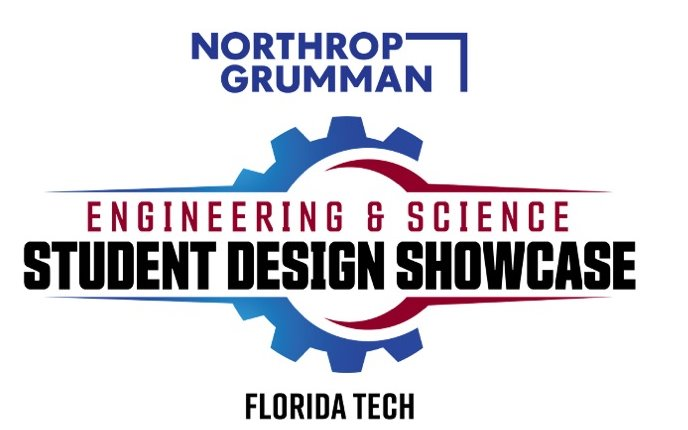 NORTHROP
GRUMMAN
ENGINEERING & SCIENCE
STUDENT DESIGN SHOWCASE
FLORIDA TECH